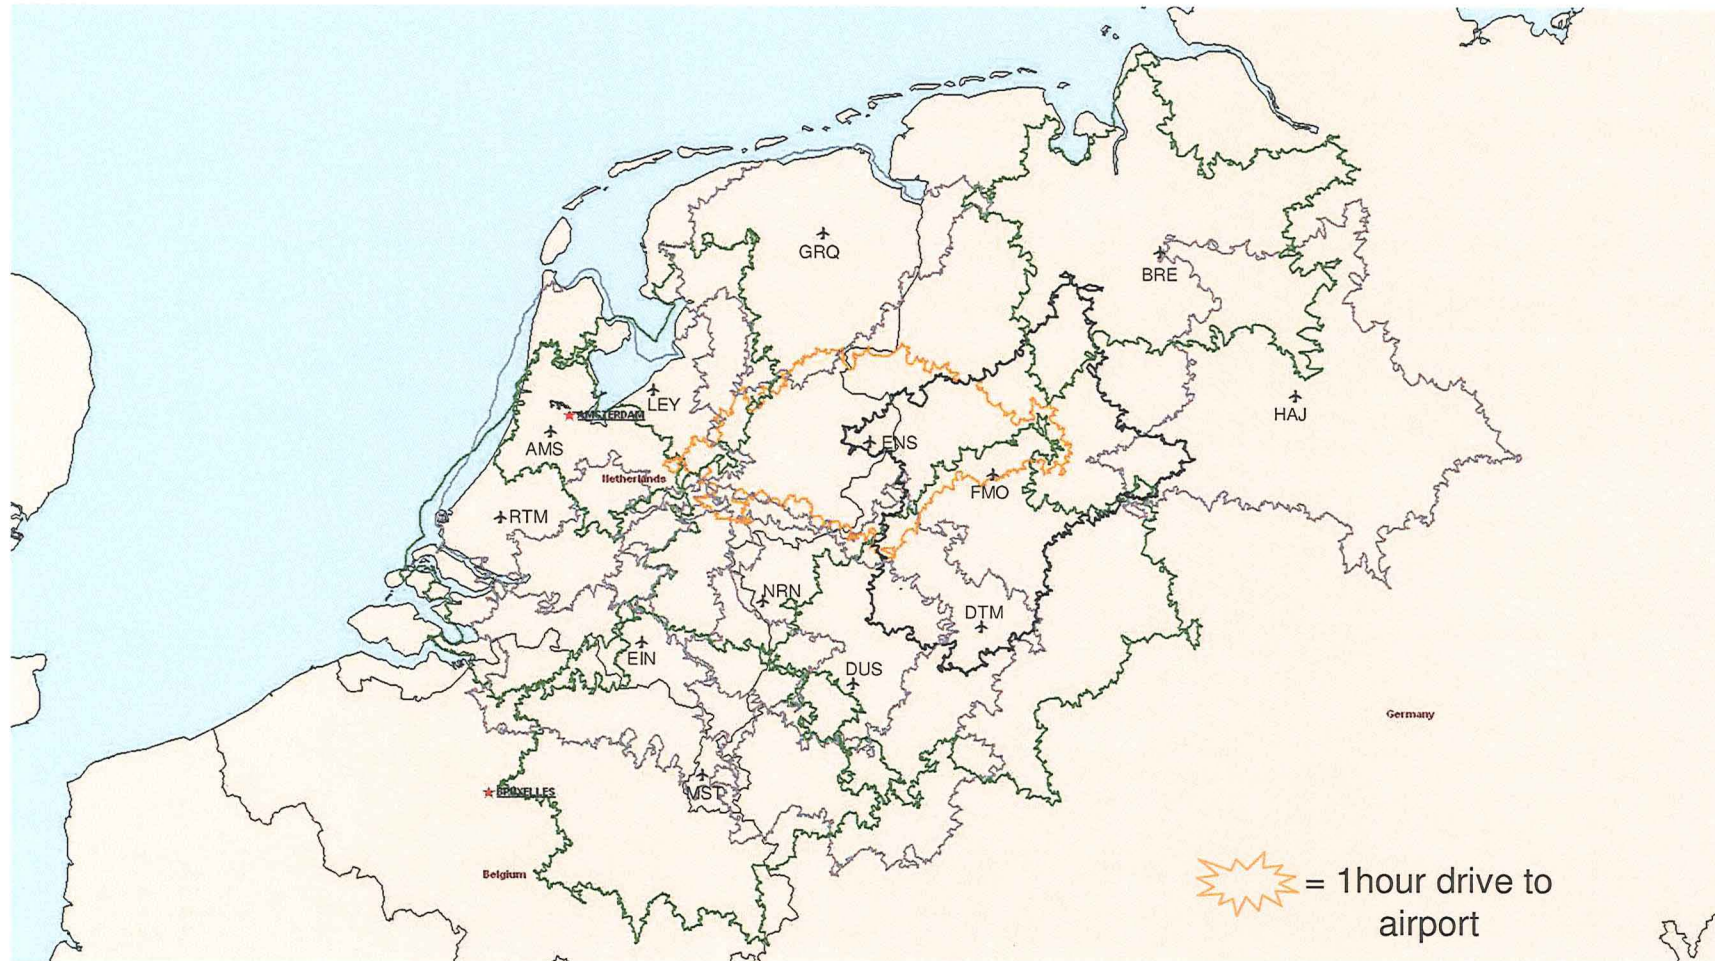 GRQ
BRE
LEY
AMSTERDAM
HAJ
AMS
ENS
Netherlands
FMO
RTM
NRN
DTM
EIN
DUS
Germany
MST
BRUXELLES
Belgium
= 1hour drive to
airport